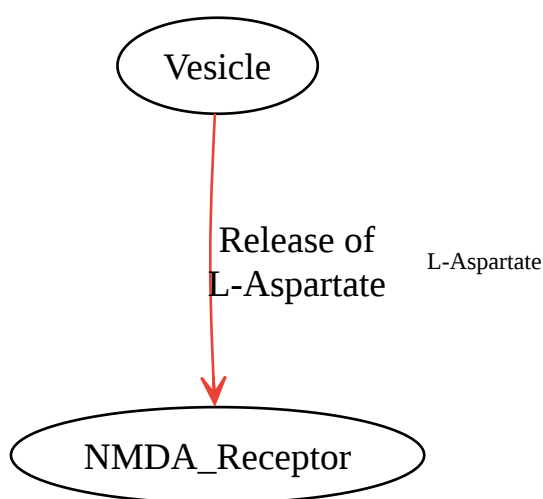 Vesicle
Release of
L-Aspartate
L-Aspartate
NMDA_Receptor